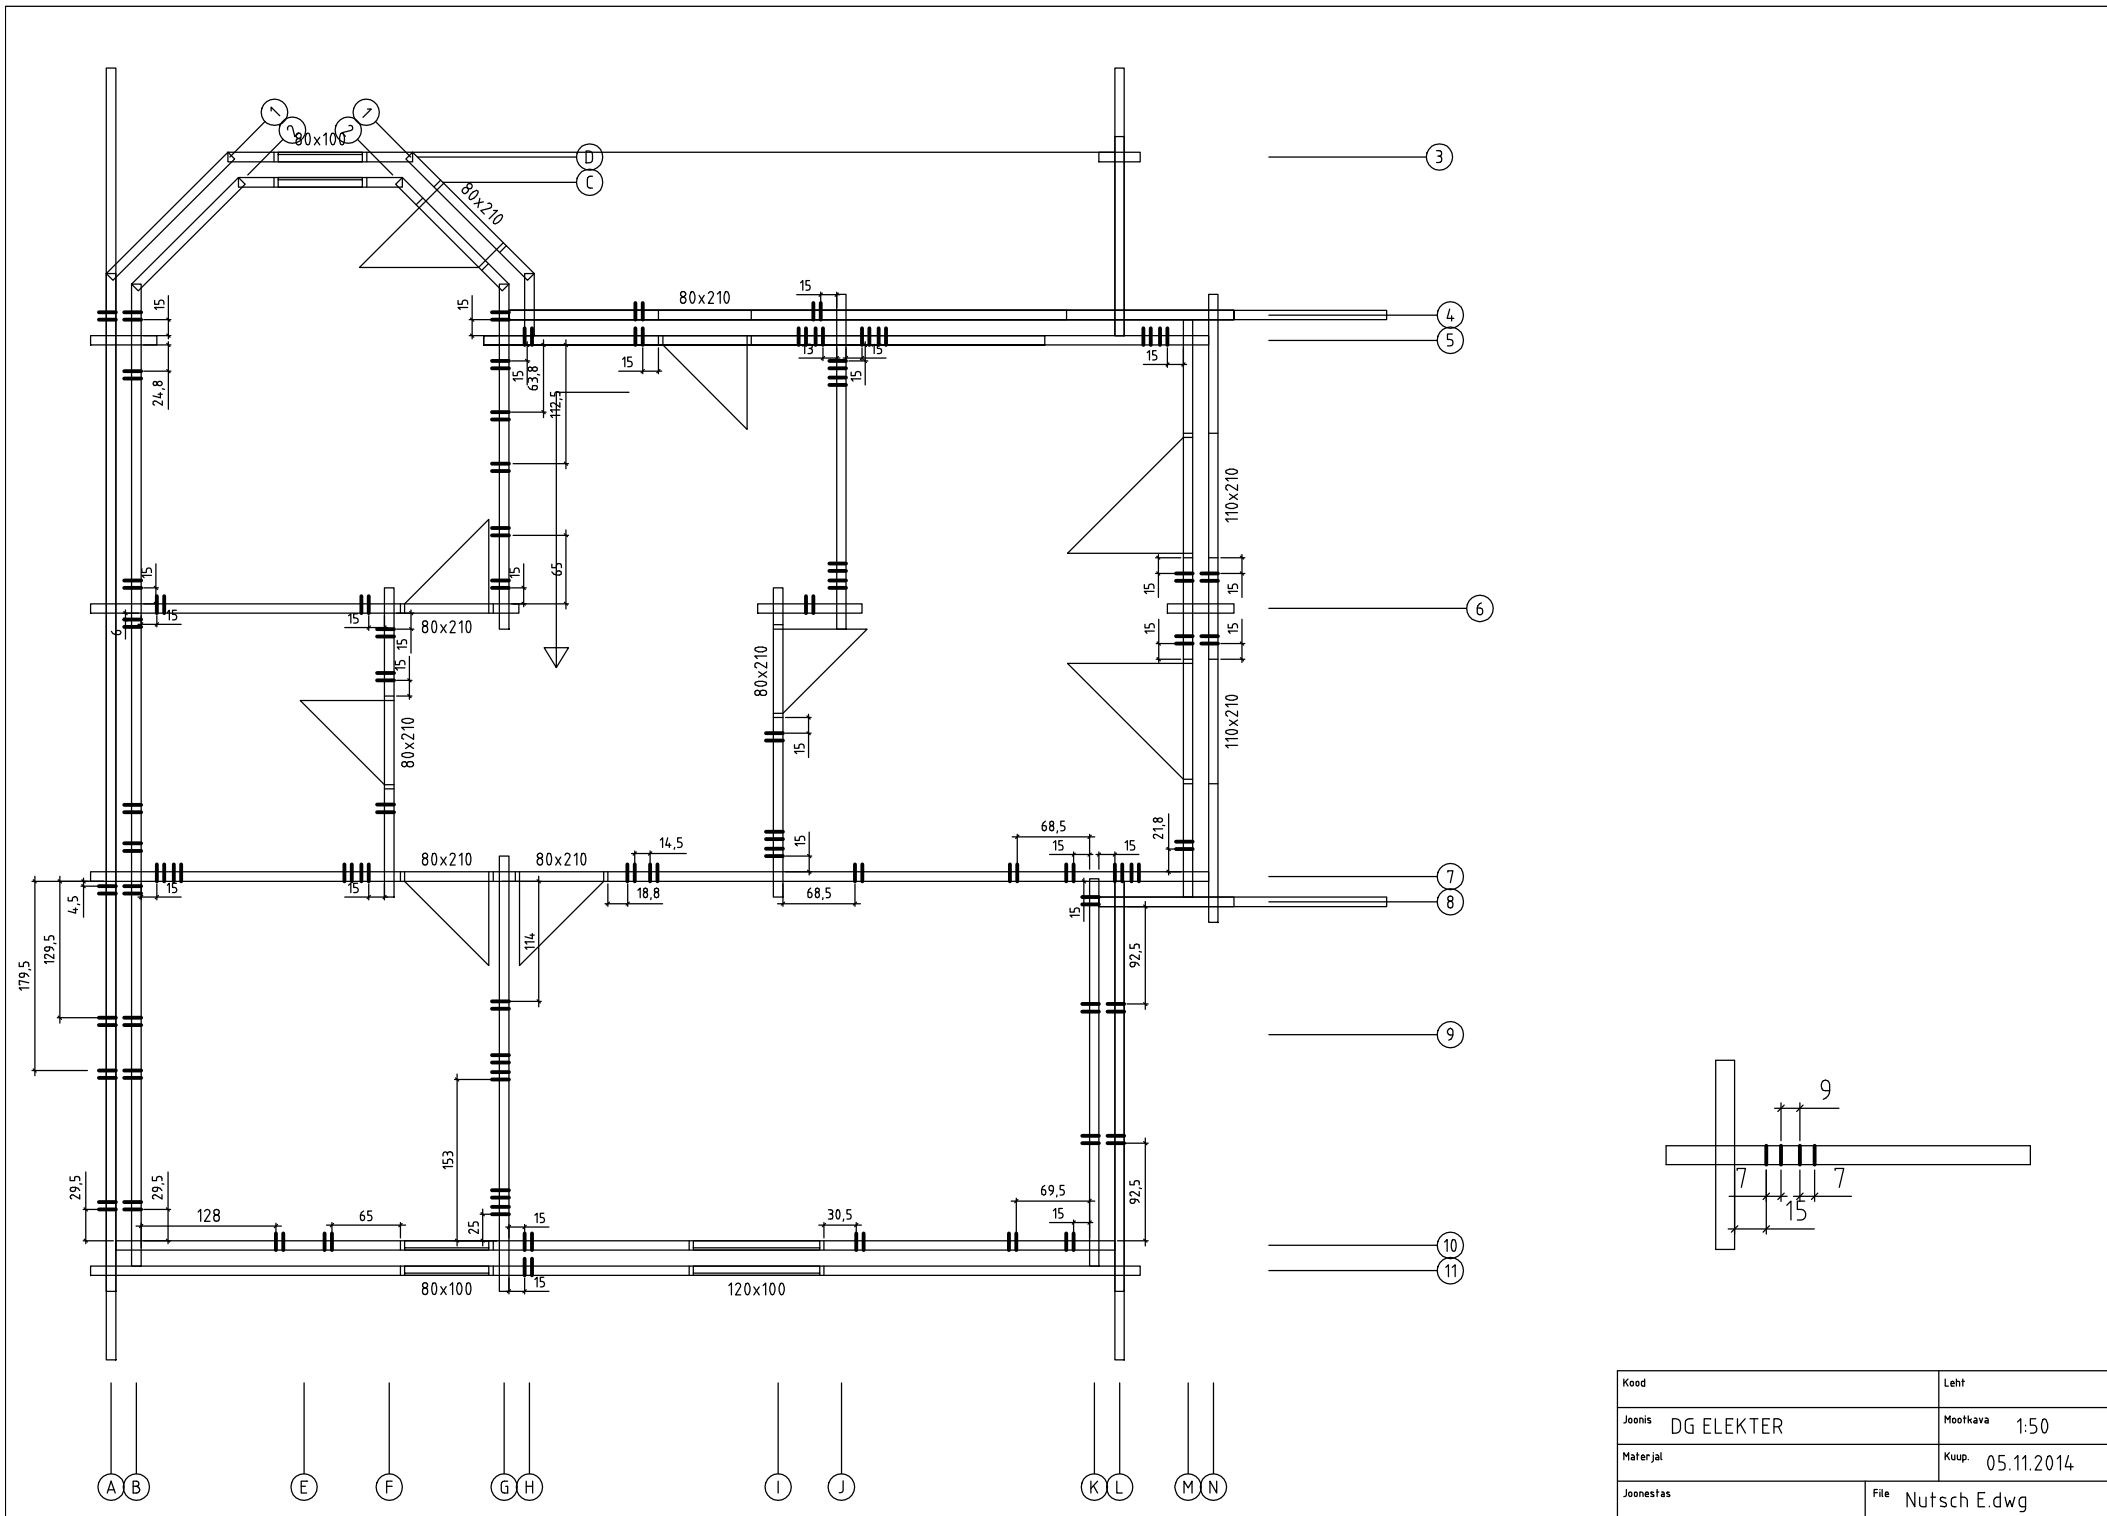 1
1
2
2
80x100
D
3
C
80x210
15
15
80x210
15
4
5
15
63,8
112,5
15
13
15
15
15
24,8
110x210
15
65
15
15
15
6
15
15
80x210
15
6
15
15
80x210
15
15
80x210
110x210
15
68,5
21,8
15
15
14,5
80x210
80x210
15
15
15
18,8
68,5
15
7
8
4,5
129,5
179,5
114
92,5
9
9
7
7
15
153
29,5
29,5
128
65
25
15
30,5
69,5
15
92,5
10
11
80x100
15
120x100
A
B
E
F
G
H
I
J
K
L
M
N
Kood
Leht
Joonis DG ELEKTER
Mootkava 1:50
Materjal
Kuup. 05.11.2014
Joonestas
File Nutsch E.dwg